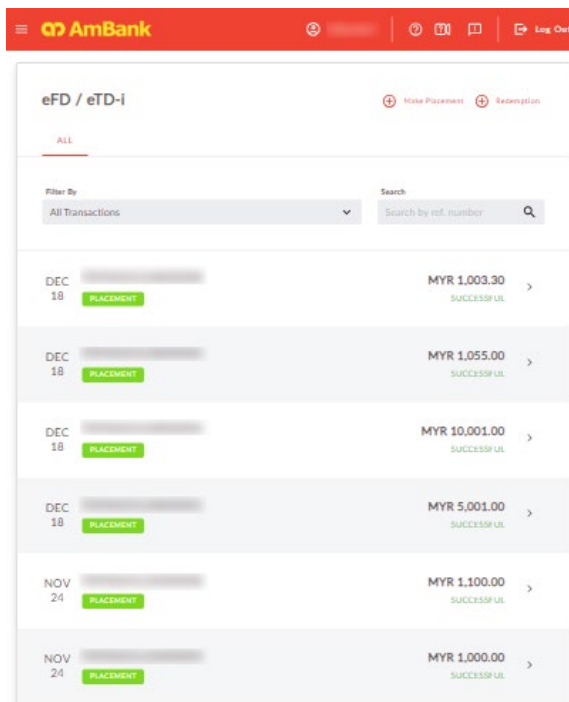 AmBank
Log Out
eFD / eTD-i
Make Placement
Redemption
ALL
Filter By
Search
All Transactions
Search by ref. number
DEC
18
PLACEMENT
MYR 1,003.30
SUCCESSFUL
DEC
18
PLACEMENT
MYR 1,055.00
SUCCESSFUL
DEC
18
PLACEMENT
MYR 10,001.00
SUCCESSFUL
DEC
18
PLACEMENT
MYR 5,001.00
SUCCESSFUL
NOV
24
PLACEMENT
MYR 1,100.00
SUCCESSFUL
NOV
24
PLACEMENT
MYR 1,000.00
SUCCESSFUL